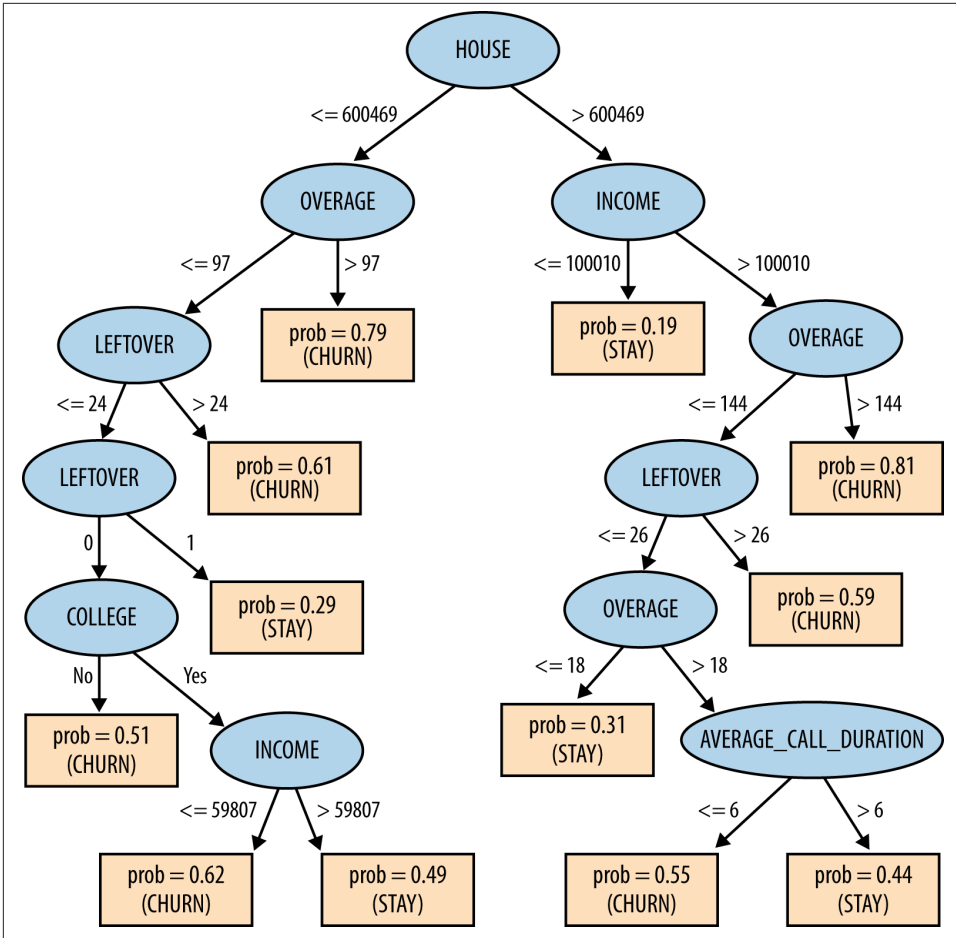 HOUSE
<= 600469
> 600469
OVERAGE
INCOME
<= 97
> 97
<= 100010
> 100010
LEFTOVER
prob = 0.79
(CHURN)
prob = 0.19
(STAY)
OVERAGE
<= 24
> 24
<= 144
> 144
LEFTOVER
prob = 0.61
(CHURN)
LEFTOVER
prob = 0.81
(CHURN)
0
1
<= 26
> 26
COLLEGE
prob = 0.29
(STAY)
OVERAGE
prob = 0.59
(CHURN)
No
Yes
<= 18
> 18
prob = 0.51
(CHURN)
INCOME
prob = 0.31
(STAY)
AVERAGE_CALL_DURATION
<= 59807
> 59807
<= 6
> 6
prob = 0.62
(CHURN)
prob = 0.49
(STAY)
prob = 0.55
(CHURN)
prob = 0.44
(STAY)